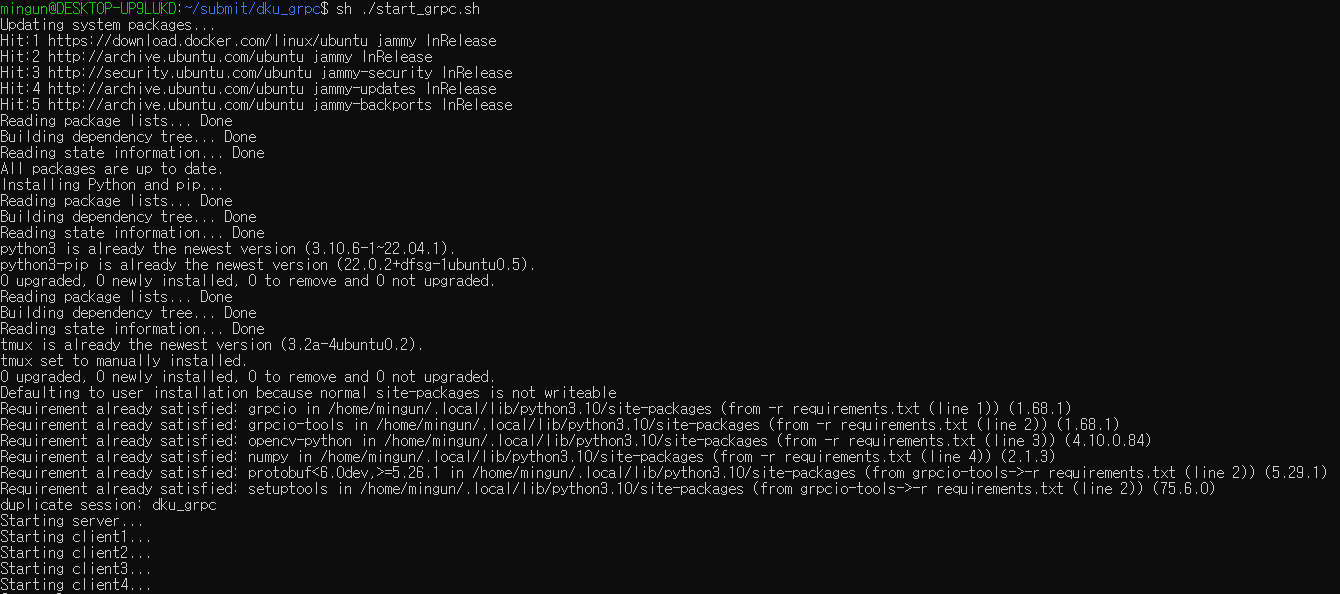 mingun@DESKTOP-UP9LUKD:~/submit/dku_grpc$ sh ./start_grpc.sh
Updating system packages...
Hit:1 https://download.docker.com/linux/ubuntu jammy InRelease
Hit:2 http://archive.ubuntu.com/ubuntu jammy InRelease
Hit:3 http://security.ubuntu.com/ubuntu jammy-security InRelease
Hit:4 http://archive.ubuntu.com/ubuntu jammy-updates InRelease
Hit:5 http://archive.ubuntu.com/ubuntu jammy-backports InRelease
Reading package lists... Done
Building dependency tree... Done
Reading state information... Done
All packages are up to date.
Installing Python and pip...
Reading package lists... Done
Building dependency tree... Done
Reading state information... Done
python3 is already the newest version (3.10.6-1~22.04.1).
python3-pip is already the newest version (22.0.2+dfsg-1ubuntu0.5).
0 upgraded, 0 newly installed, 0 to remove and 0 not upgraded.
Reading package lists... Done
Building dependency tree... Done
Reading state information... Done
tmux is already the newest version (3.2a-4ubuntu0.2).
tmux set to manually installed.
0 upgraded, 0 newly installed, 0 to remove and 0 not upgraded.
Defaulting to user installation because normal site-packages is not writeable
Requirement already satisfied: grpcio in /home/mingun/.local/lib/python3.10/site-packages (from -r requirements.txt (line 1)) (1.68.1)
Requirement already satisfied: grpcio-tools in /home/mingun/.local/lib/python3.10/site-packages (from -r requirements.txt (line 2)) (1.68.1)
Requirement already satisfied: opencv-python in /home/mingun/.local/lib/python3.10/site-packages (from -r requirements.txt (line 3)) (4.10.0.84)
Requirement already satisfied: numpy in /home/mingun/.local/lib/python3.10/site-packages (from -r requirements.txt (line 4)) (2.1.3)
Requirement already satisfied: protobuf<6.0dev,>=5.26.1 in /home/mingun/.local/lib/python3.10/site-packages (from grpcio-tools->-r requirements.txt (line 2)) (5.29.1)
Requirement already satisfied: setuptools in /home/mingun/.local/lib/python3.10/site-packages (from grpcio-tools->-r requirements.txt (line 2)) (75.6.0)
duplicate session: dku_grpc
Starting server...
Starting client1...
Starting client2...
Starting client3...
Starting client4...